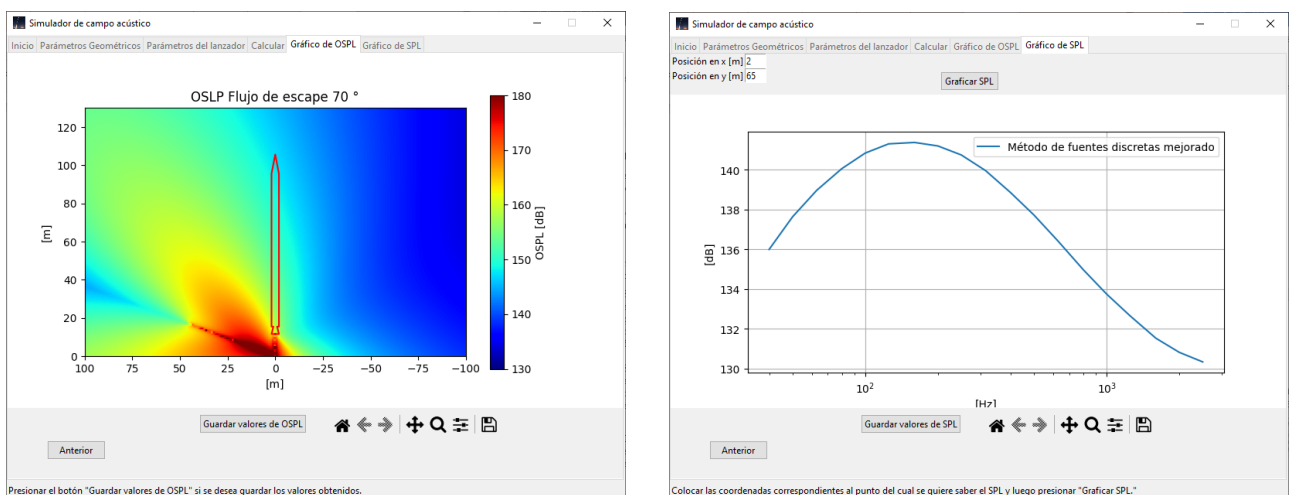 Simulador de campo acústico
Inicio Parámetros Geométricos Parámetros del lanzador Calcular Gráfico de OSPL Gráfico de SPL
OSLP Flujo de escape 70 °
120
100
80
60
40
20
0
[m]
100 75 50 25 0 −25 −50 −75 −100
[m]
180
170
160
150
140
130
OSPL [dB]
Guardar valores de OSPL
Anterior
Presionar el botón "Guardar valores de OSPL" si se desea guardar los valores obtenidos.
Simulador de campo acústico
Inicio Parámetros Geométricos Parámetros del lanzador Calcular Gráfico de OSPL Gráfico de SPL
Posición en x [m] 2
Posición en y [m] 65
Graficar SPL
Método de fuentes discretas mejorado
140
138
136
134
132
130
[dB]
10² 10³
[Hz]
Guardar valores de SPL
Anterior
Colocar las coordenadas correspondientes al punto del cual se quiere saber el SPL y luego presionar "Graficar SPL."